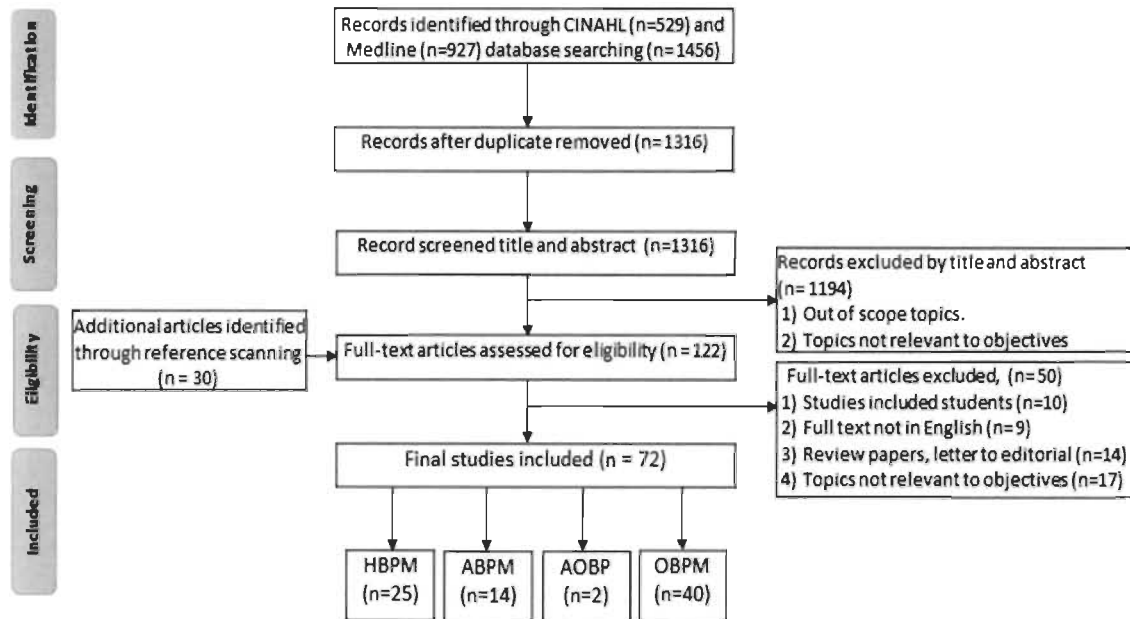 Identification
Records identified through CINAHL (n=529) and
Medline (n=927) database searching (n=1456)
Records after duplicate removed (n=1316)
Screening
Record screened title and abstract (n=1316)
Records excluded by title and abstract
(n=1194)
1) Out of scope topics.
2) Topics not relevant to objectives
Eligibility
Additional articles identified
through reference scanning
(n = 30)
Full-text articles assessed for eligibility (n=122)
Full-text articles excluded, (n=50)
1) Studies included students (n=10)
2) Full text not in English (n=9)
3) Review papers, letter to editorial (n=14)
4) Topics not relevant to objectives (n=17)
Included
Final studies included (n = 72)
HBPM
(n=25)
ABPM
(n=14)
AOBP
(n=2)
OBPM
(n=40)